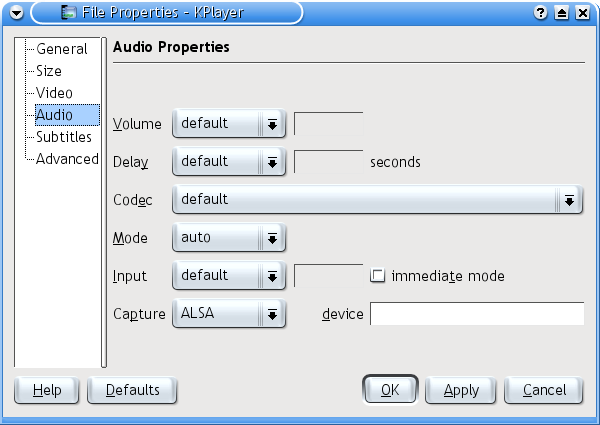 File Properties - KPlayer
General
Size
Video
Audio
Subtitles
Advanced
Audio Properties
Volume default
Delay default seconds
Codec default
Mode auto
Input default immediate mode
Capture ALSA device
Help Defaults OK Apply Cancel